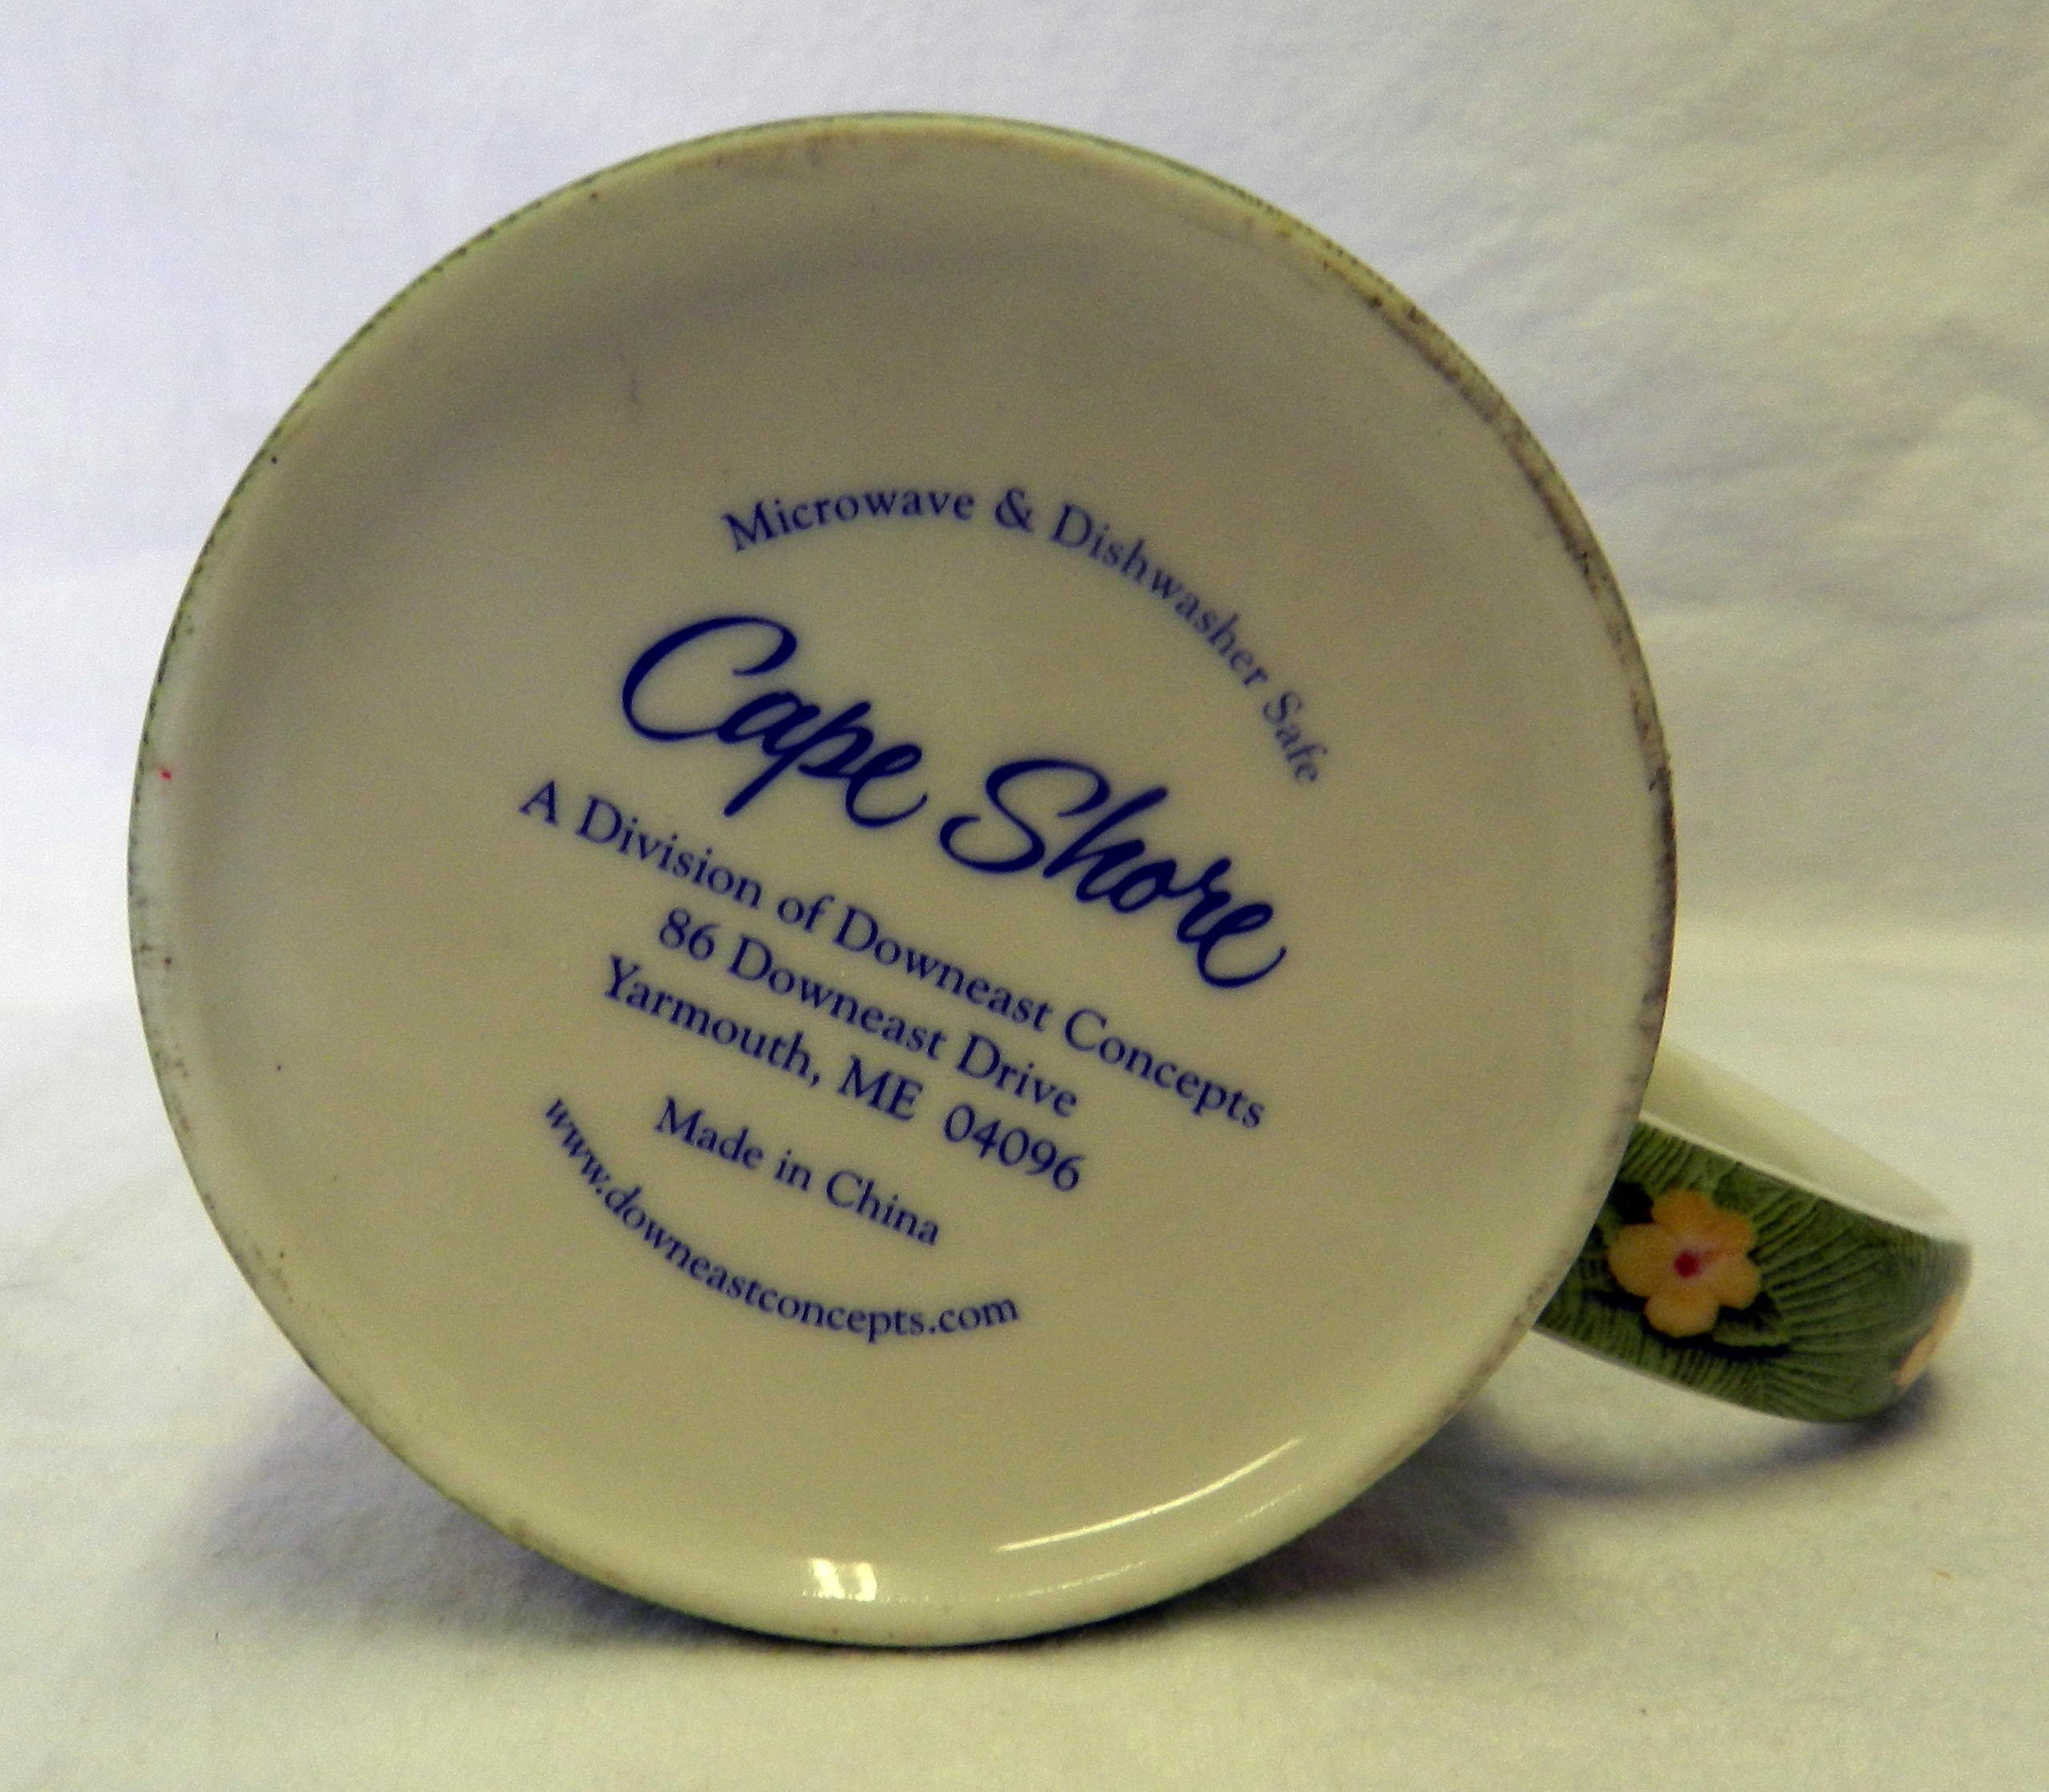 Microwave & Dishwasher Safe
Cape Shore
A Division of Downeast Concepts
86 Downeast Drive
Yarmouth, ME 04096
Made in China
www.downeastconcepts.com